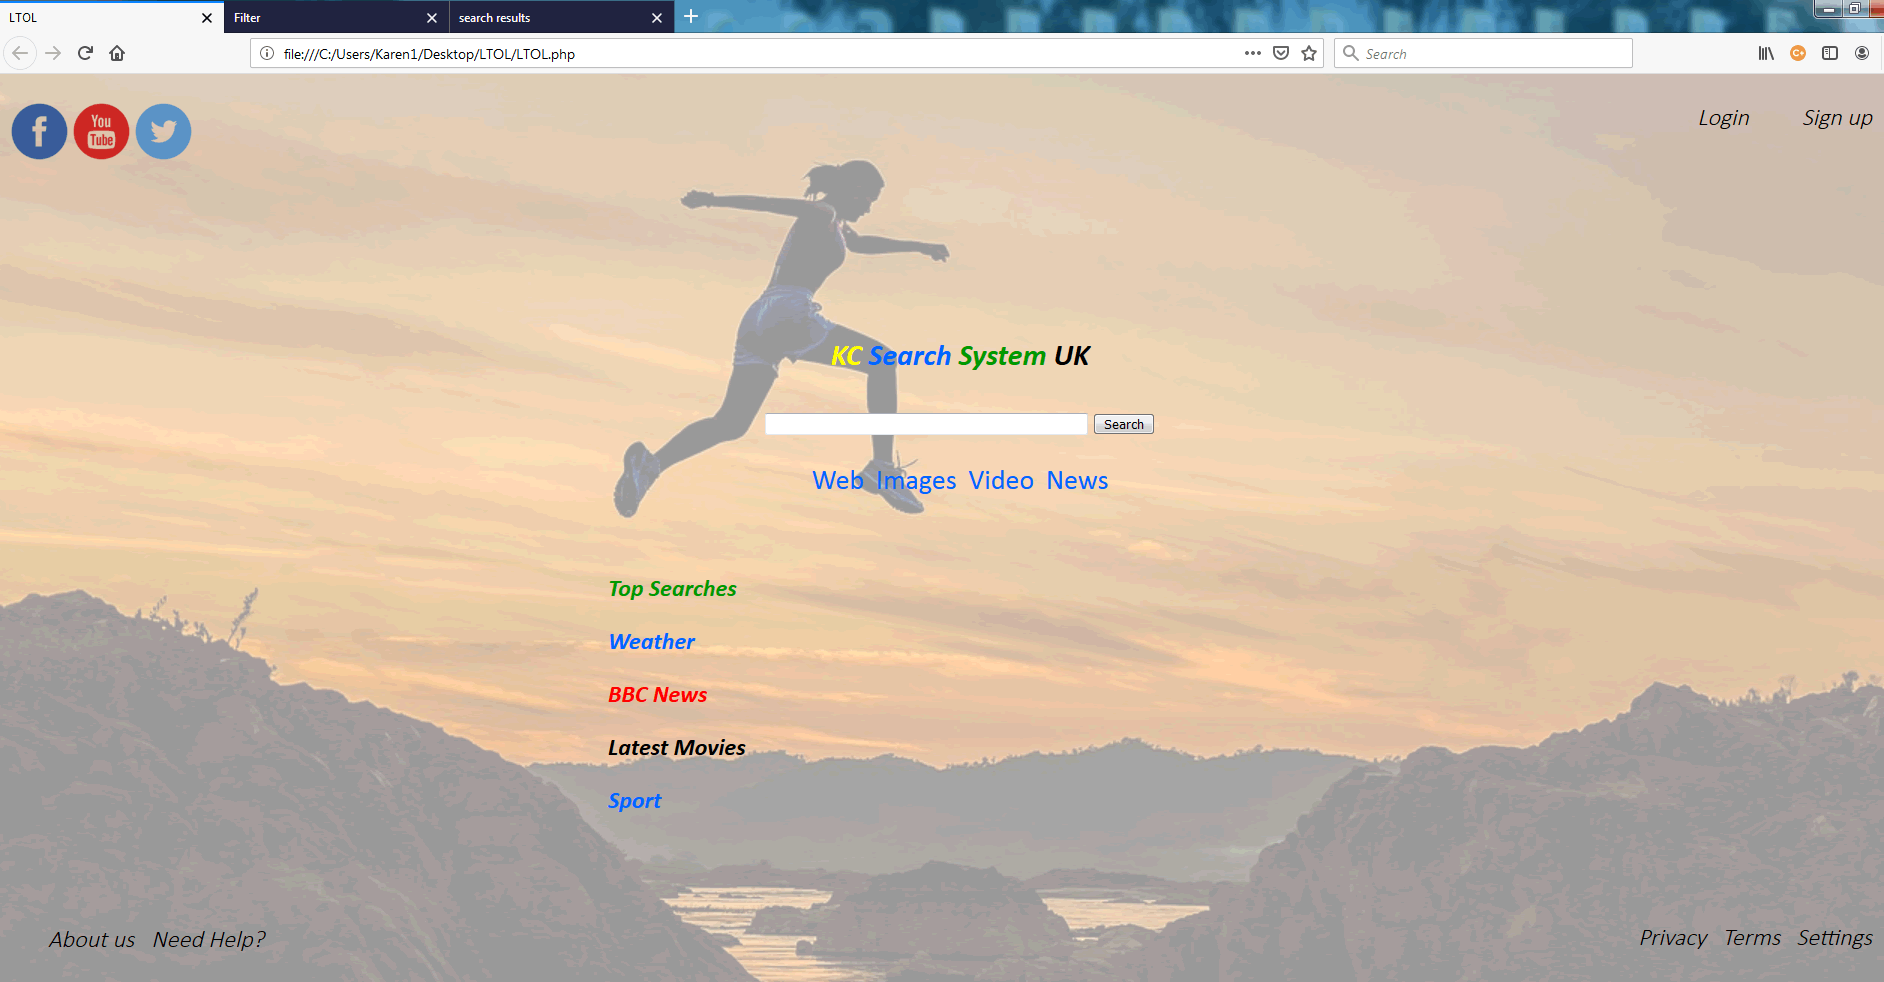 LTOL
Filter
search results
file:///C:/Users/Karen1/Desktop/LTOL/LTOL.php
Search
You Tube
Login Sign up
KC Search System UK
Search
Web Images Video News
Top Searches
Weather
BBC News
Latest Movies
Sport
About us Need Help?
Privacy Terms Settings